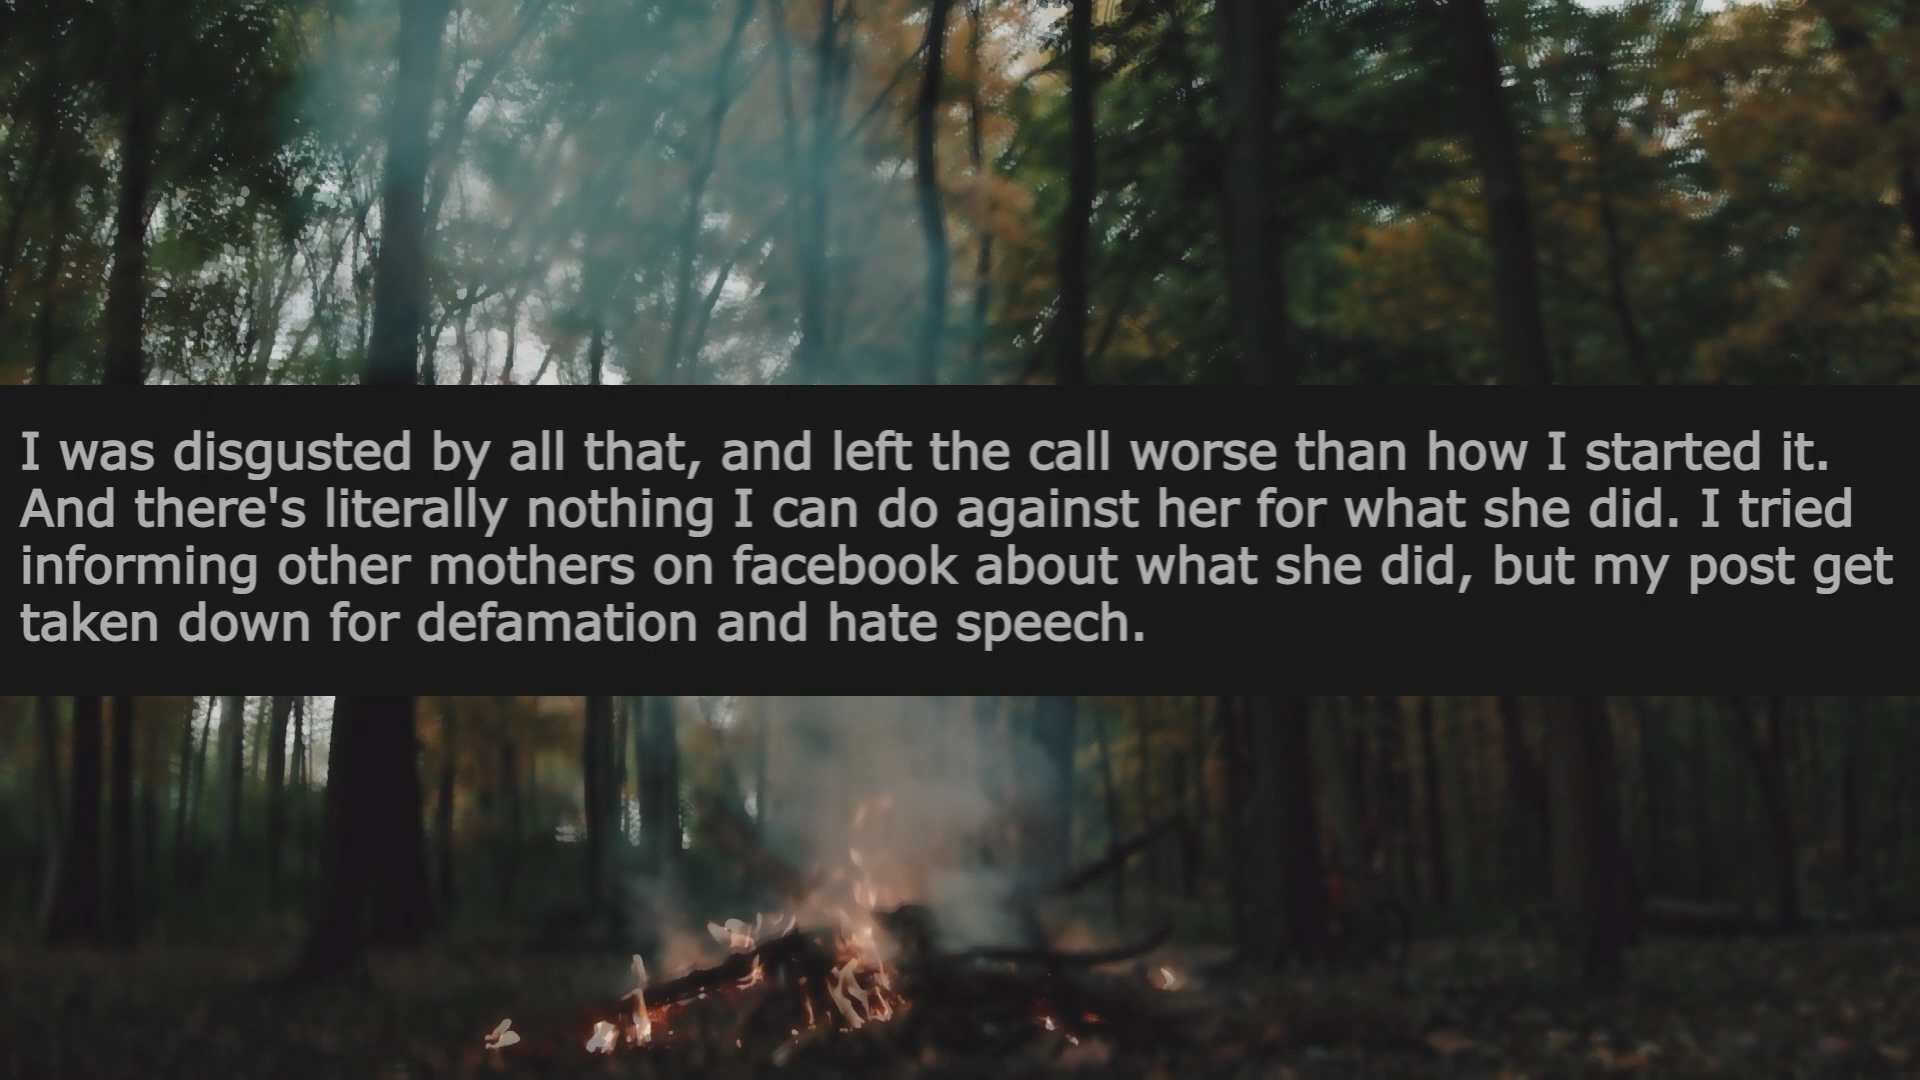 I was disgusted by all that, and left the call worse than how I started it.
And there's literally nothing I can do against her for what she did. I tried
informing other mothers on facebook about what she did, but my post get
taken down for defamation and hate speech.